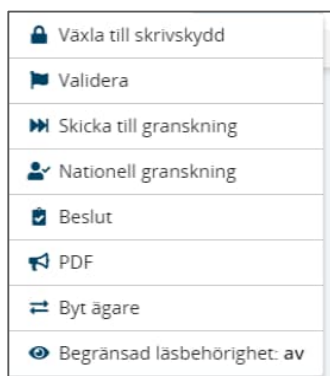 Växla till skrivskydd
Validera
Skicka till granskning
Nationell granskning
Beslut
PDF
Byt ägare
Begränsad läsbehörighet: av